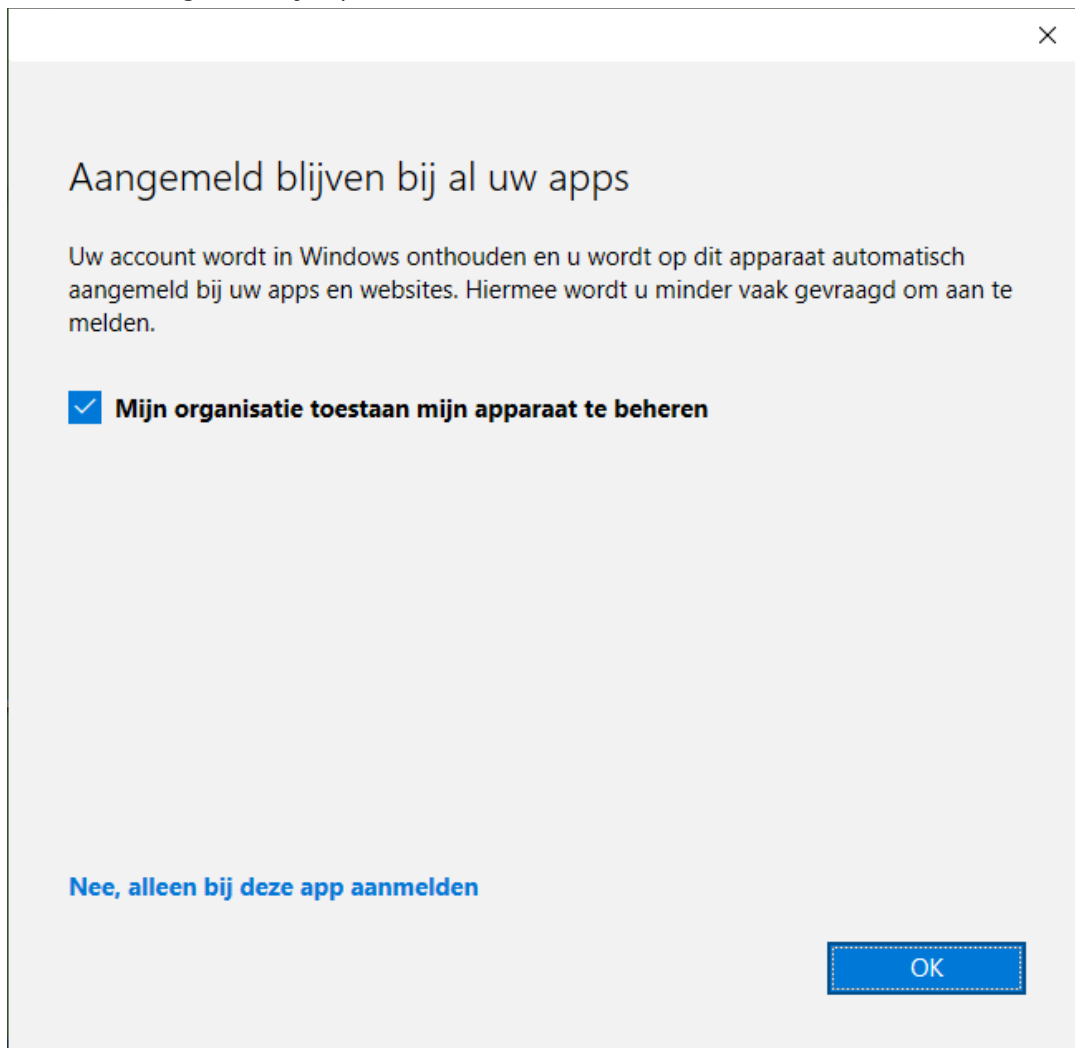 Aangemeld blijven bij al uw apps
Uw account wordt in Windows onthouden en u wordt op dit apparaat automatisch
aangemeld bij uw apps en websites. Hiermee wordt u minder vaak gevraagd om aan te
melden.
Mijn organisatie toestaan mijn apparaat te beheren
Nee, alleen bij deze app aanmelden
OK